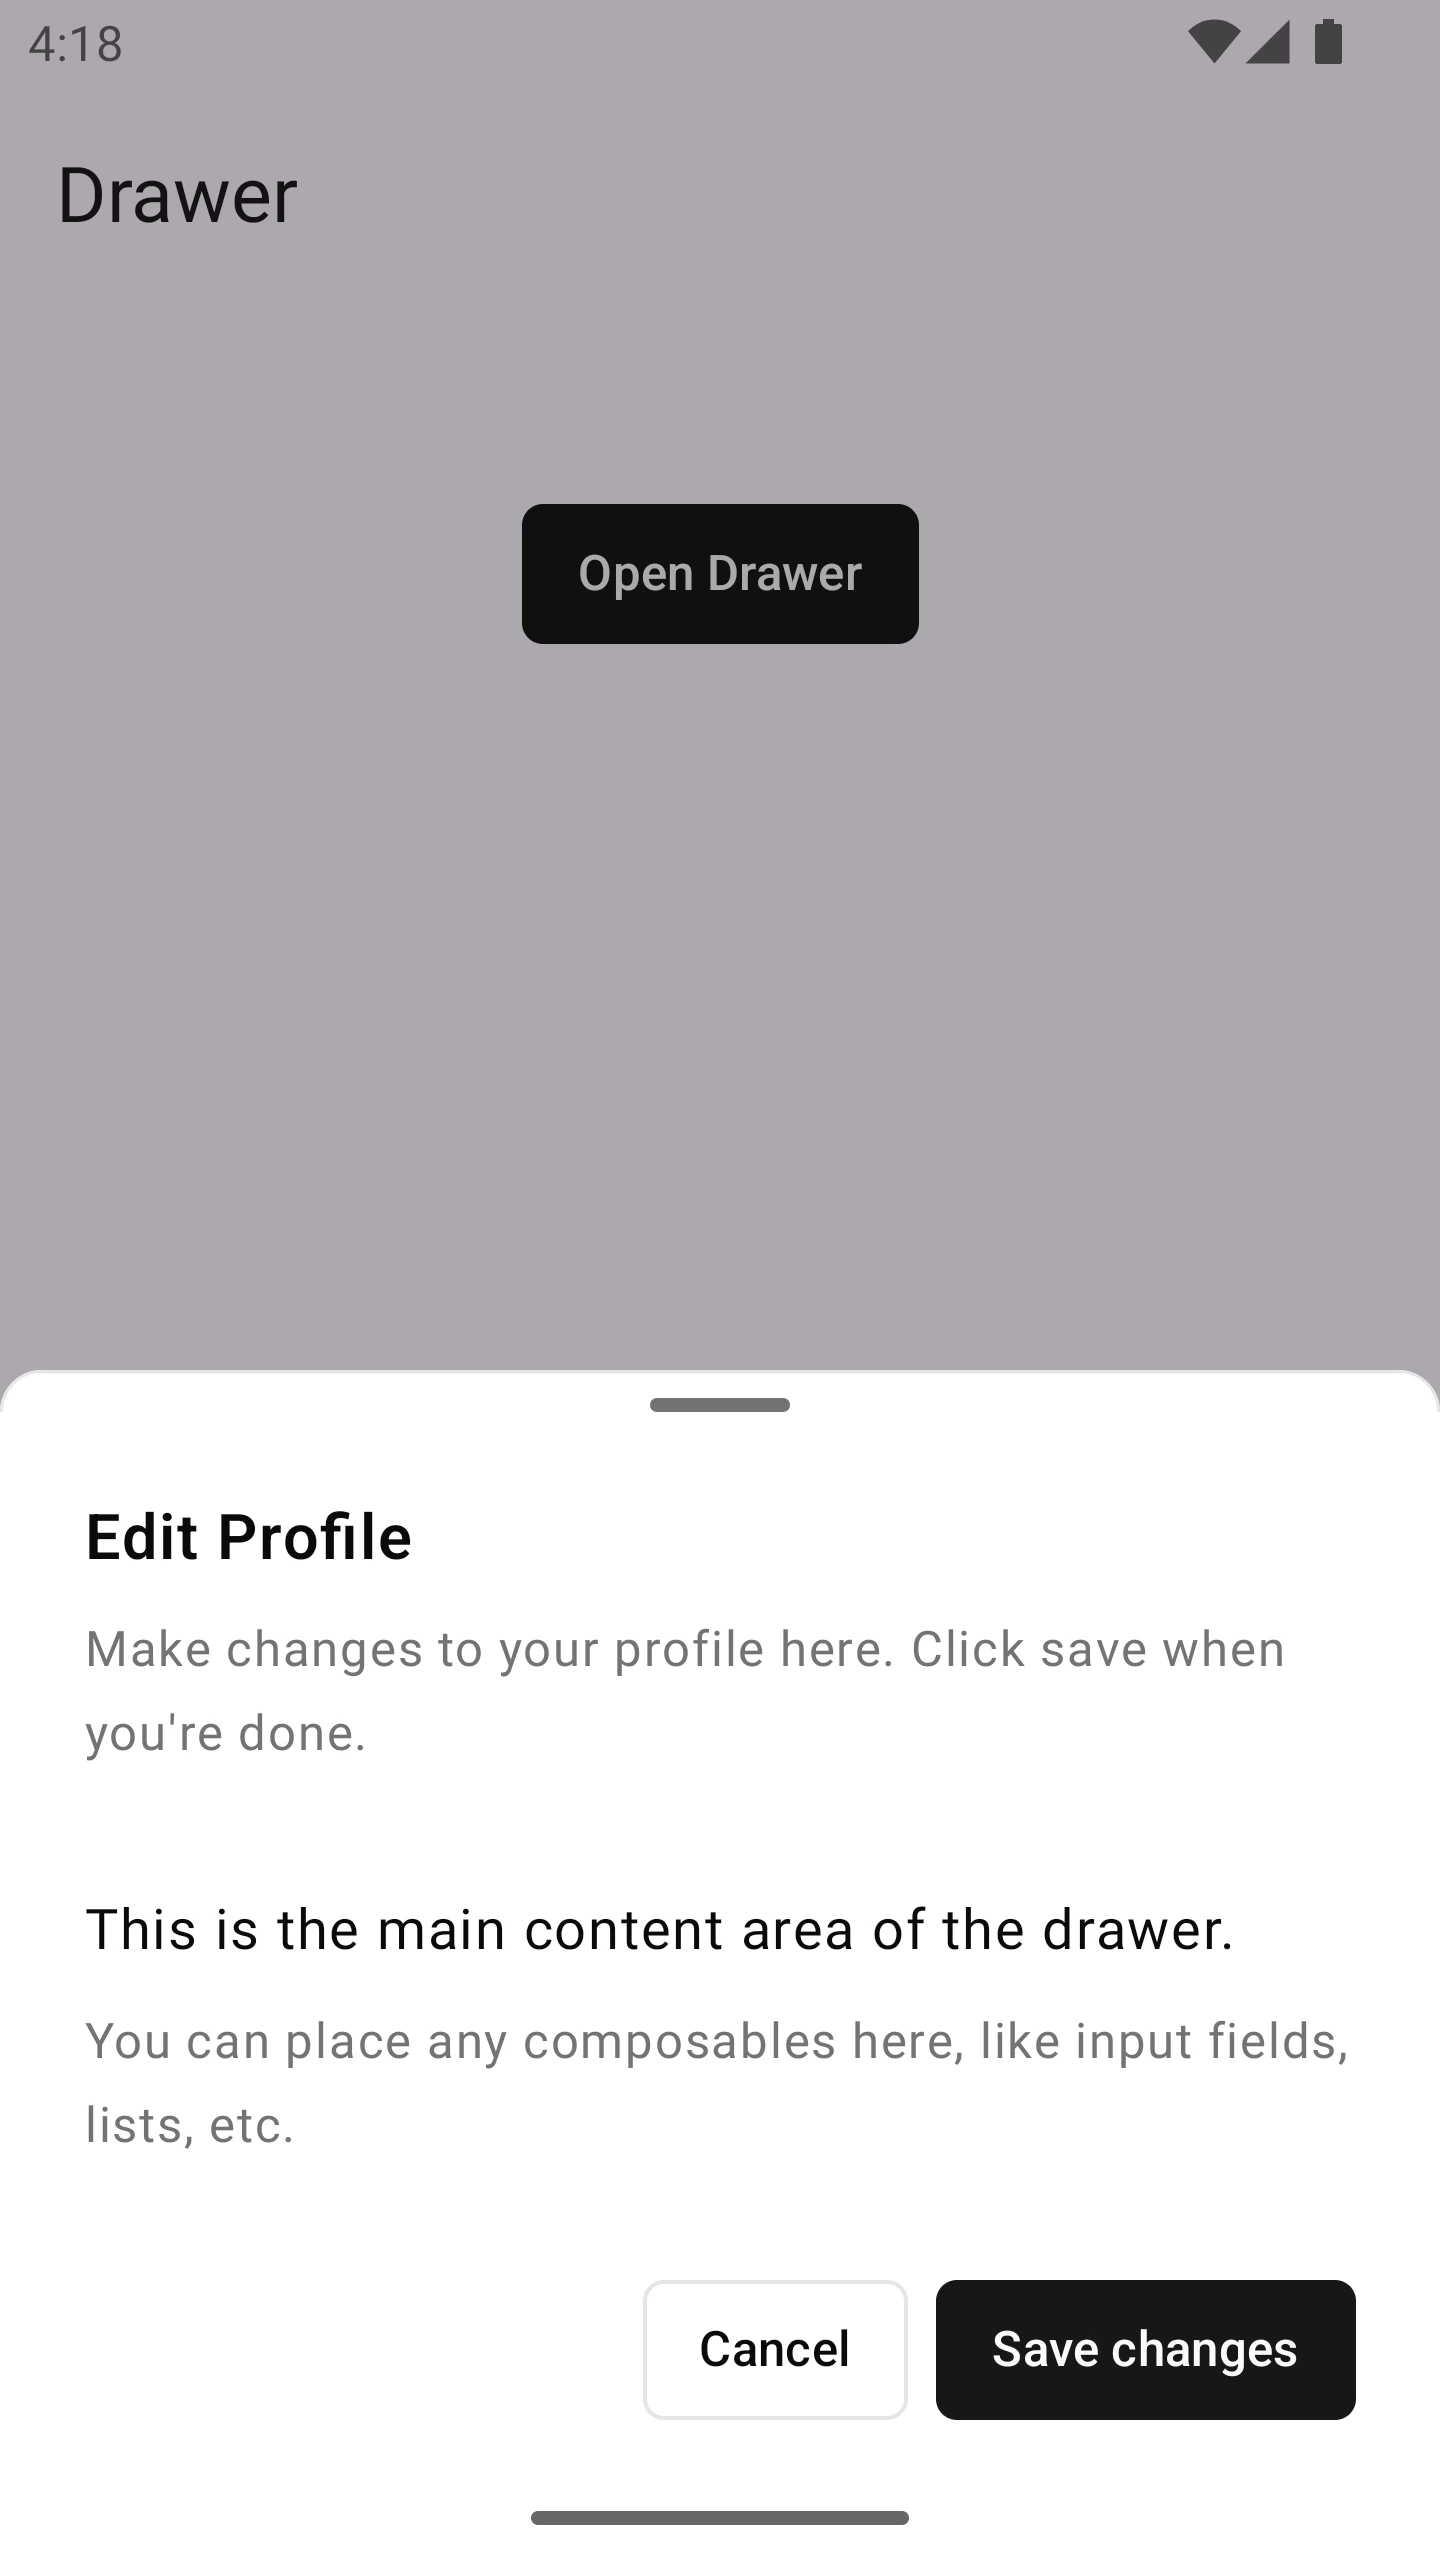 4:18
Drawer
Open Drawer
Edit Profile
Make changes to your profile here. Click save when
you're done.
This is the main content area of the drawer.
You can place any composables here, like input fields,
lists, etc.
Cancel
Save changes